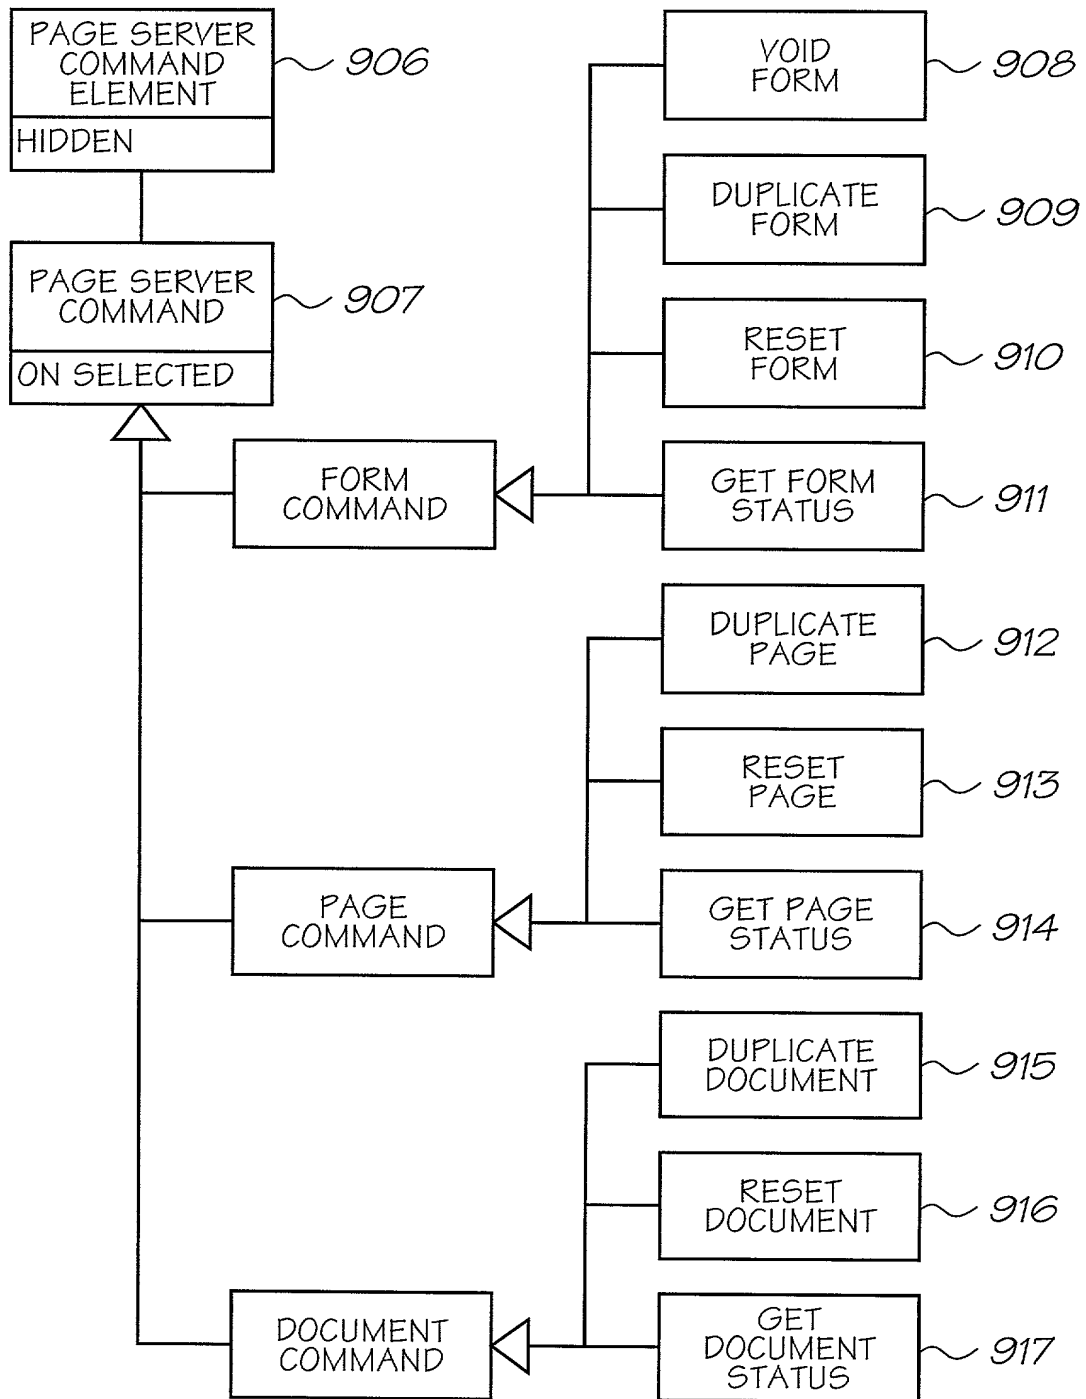 PAGE SERVER
COMMAND
ELEMENT
906
HIDDEN
PAGE SERVER
COMMAND
907
ON SELECTED
FORM
COMMAND
VOID
FORM
908
DUPLICATE
FORM
909
RESET
FORM
910
GET FORM
STATUS
911
PAGE
COMMAND
DUPLICATE
PAGE
912
RESET
PAGE
913
GET PAGE
STATUS
914
DOCUMENT
COMMAND
DUPLICATE
DOCUMENT
915
RESET
DOCUMENT
916
GET
DOCUMENT
STATUS
917